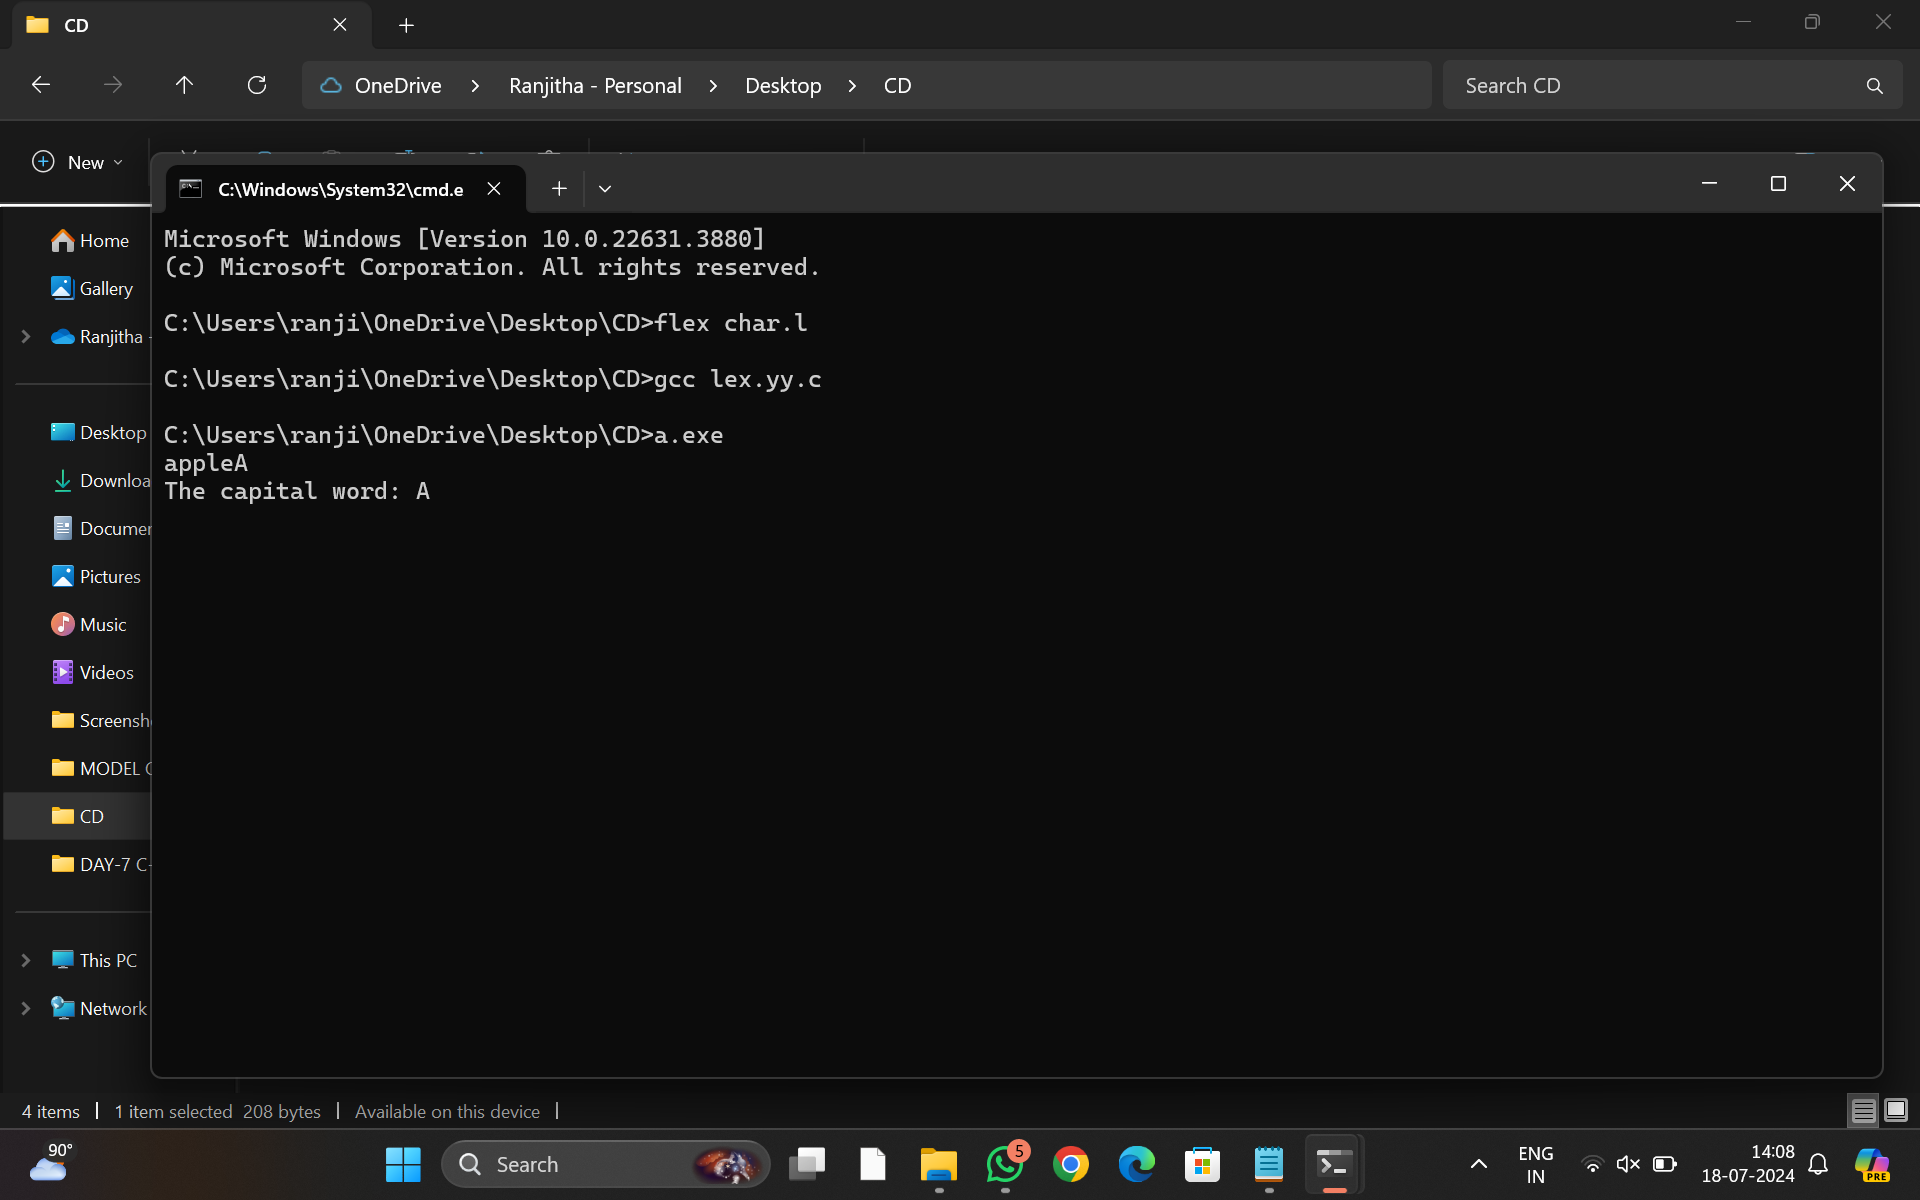 CD
OneDrive > Ranjitha - Personal > Desktop > CD
Search CD
New
C:\Windows\System32\cmd.e
Home
Gallery
Ranjitha -
Desktop
Downloa
Documer
Pictures
Music
Videos
Screensh
MODEL
CD
DAY-7 C-
This PC
Network
Microsoft Windows [Version 10.0.22631.3880]
(c) Microsoft Corporation. All rights reserved.
C:\Users\ranji\OneDrive\Desktop\CD>flex char.l
C:\Users\ranji\OneDrive\Desktop\CD>gcc lex.yy.c
C:\Users\ranji\OneDrive\Desktop\CD>a.exe
appleA
The capital word: A
4 items | 1 item selected 208 bytes | Available on this device |
90°
Search
5
ENG
IN
14:08
18-07-2024
PRE